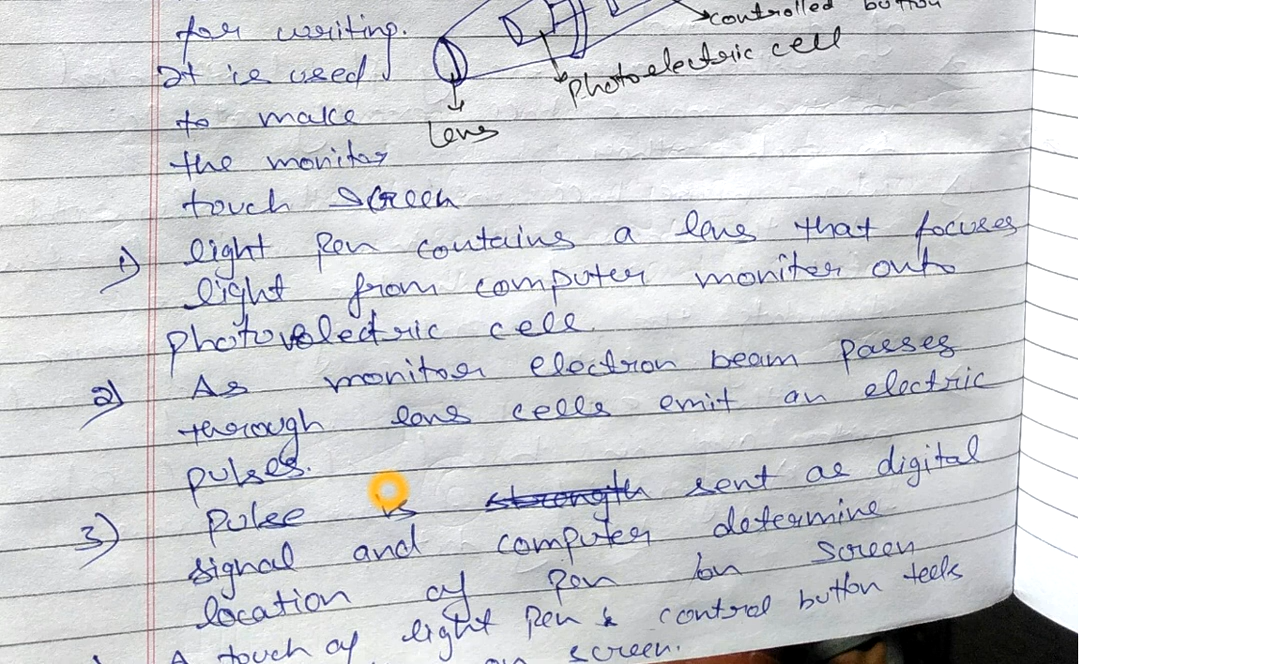 controlled button
for writing.
photoelectric cell
It is used
to make
lens
the monitor
touch screen
1) light pen contains a lens that focuses
light from computer monitor onto
photoelectric cell.
2) As monitor electron beam passes
through lens cells emit an electric
pulses.
3) pulse is strength sent as digital
signal and computer determine
location of pen on screen
A touch of light pen & control button tells
on screen.